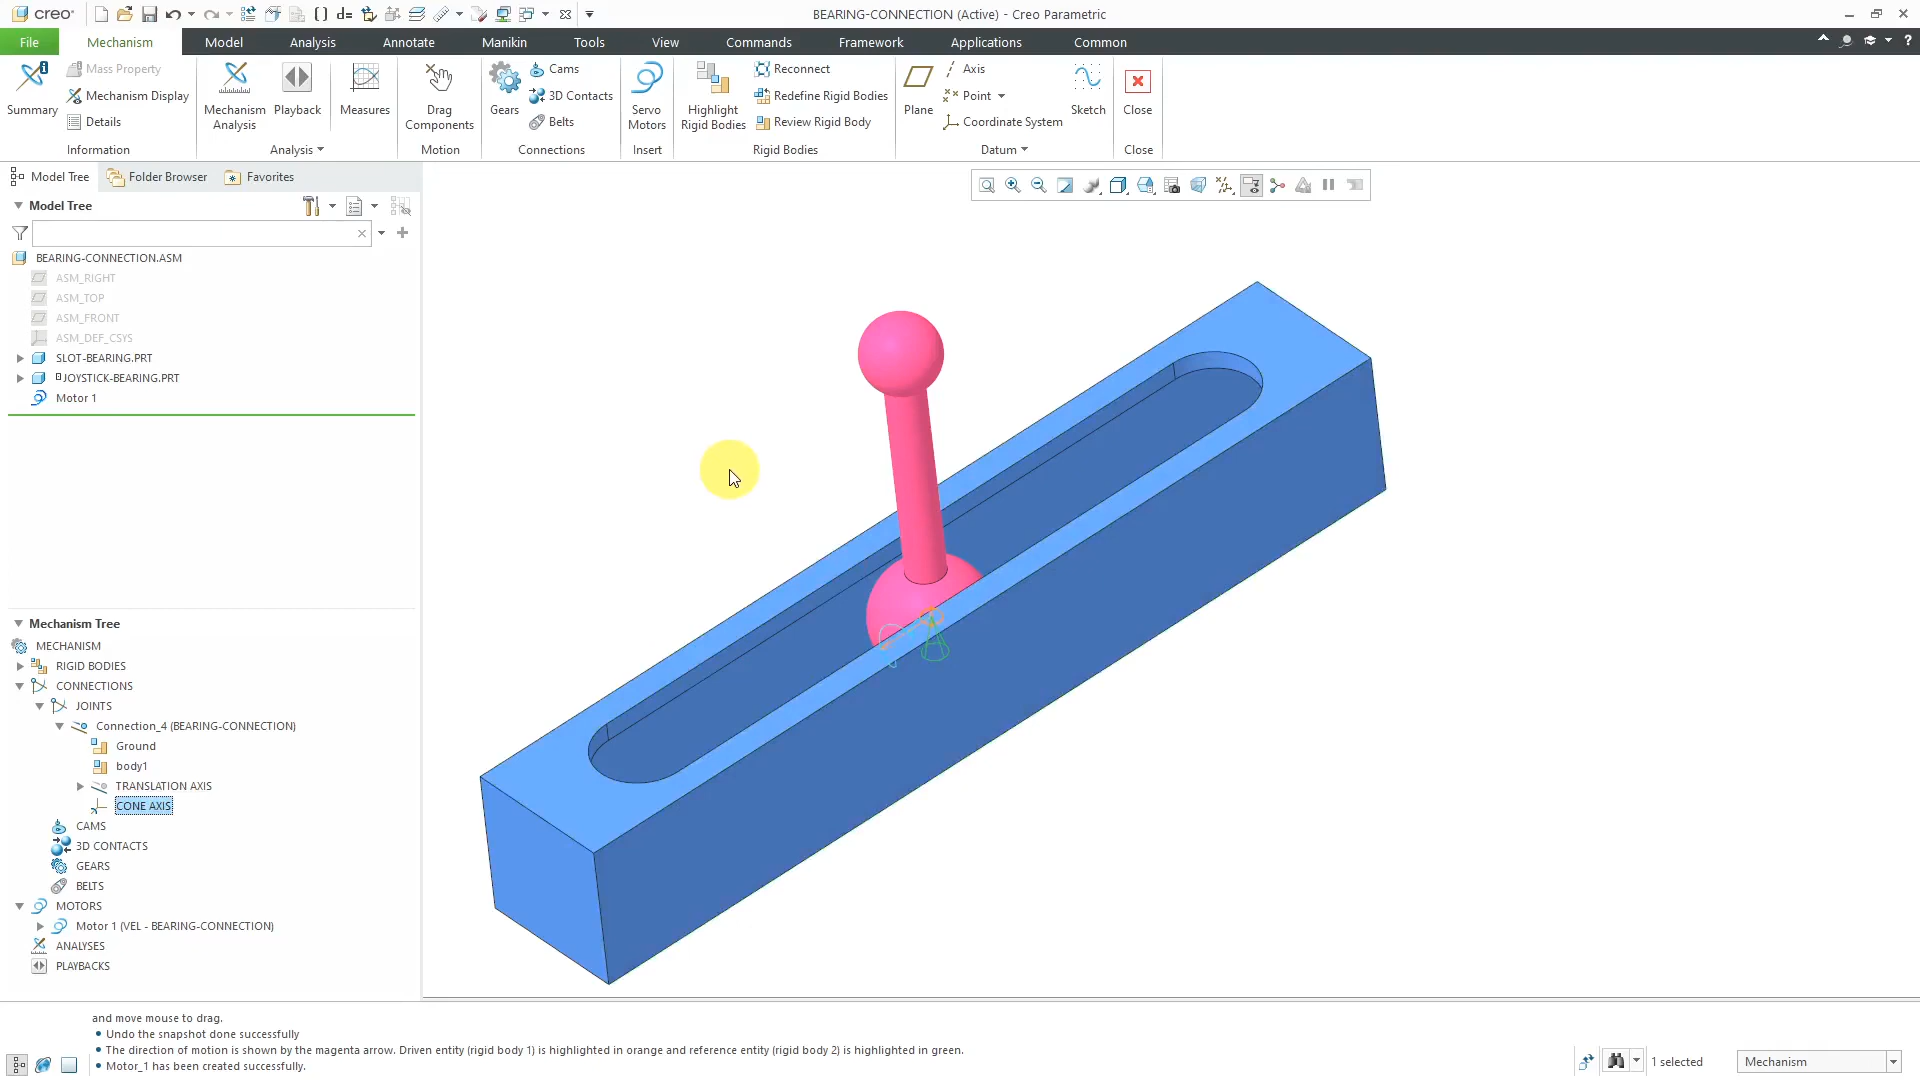 creo
BEARING-CONNECTION (Active) - Creo Parametric
File Mechanism Model Analysis Annotate Manikin Tools View Commands Framework Applications Common
Summary
Mass Property
Mechanism Display
Details
Information
Mechanism Analysis
Playback
Measures
Analysis
Drag Components
Motion
Gears
Cams
3D Contacts
Belts
Connections
Servo Motors
Insert
Highlight Rigid Bodies
Reconnect
Redefine Rigid Bodies
Review Rigid Body
Rigid Bodies
Plane
Axis
Point
Coordinate System
Sketch
Datum
Close
Close
Model Tree Folder Browser Favorites
Model Tree
BEARING-CONNECTION.ASM
ASM_RIGHT
ASM_TOP
ASM_FRONT
ASM_DEF_CSYS
SLOT-BEARING.PRT
JOYSTICK-BEARING.PRT
Motor 1
Mechanism Tree
MECHANISM
RIGID BODIES
CONNECTIONS
JOINTS
Connection_4 (BEARING-CONNECTION)
Ground
body1
TRANSLATION AXIS
CONE AXIS
CAMS
3D CONTACTS
GEARS
BELTS
MOTORS
Motor 1 (VEL - BEARING-CONNECTION)
ANALYSES
PLAYBACKS
and move mouse to drag.
• Undo the snapshot done successfully
• The direction of motion is shown by the magenta arrow. Driven entity (rigid body 1) is highlighted in orange and reference entity (rigid body 2) is highlighted in green.
• Motor_1 has been created successfully.
1 selected
Mechanism